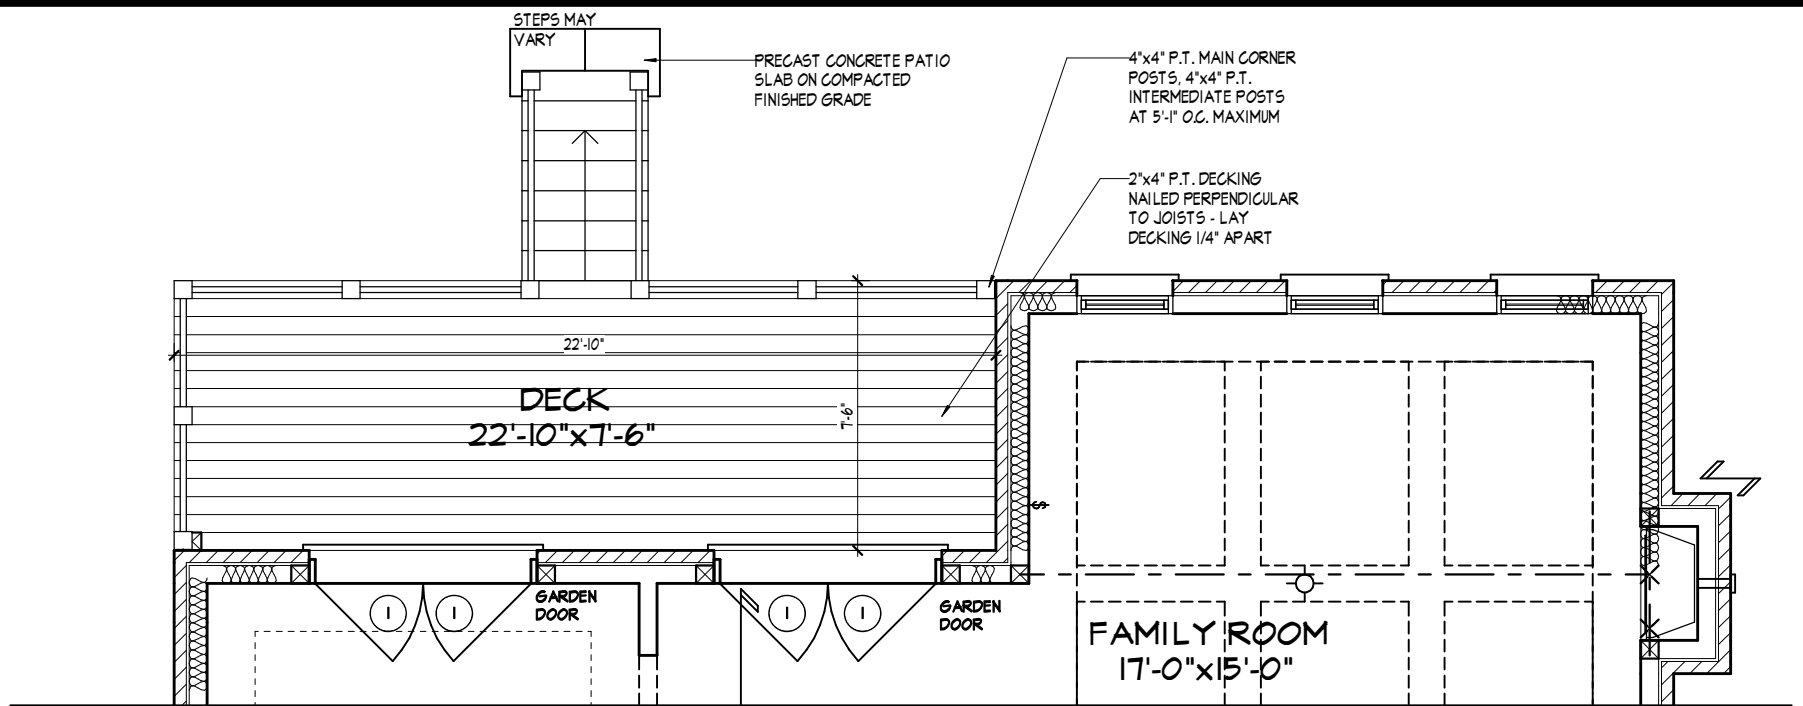 STEPS MAY
VARY
PRECAST CONCRETE PATIO
SLAB ON COMPACTED
FINISHED GRADE
4"x4" P.T. MAIN CORNER
POSTS, 4"x4" P.T.
INTERMEDIATE POSTS
AT 5'-1" O.C. MAXIMUM
2"x4" P.T. DECKING
NAILED PERPENDICULAR
TO JOISTS - LAY
DECKING 1/4" APART
22'-10"
DECK
22'-10"x7'-6"
7'-6"
$
GARDEN
DOOR
1
1
GARDEN
DOOR
1
1
FAMILY ROOM
17'-0"x15'-0"